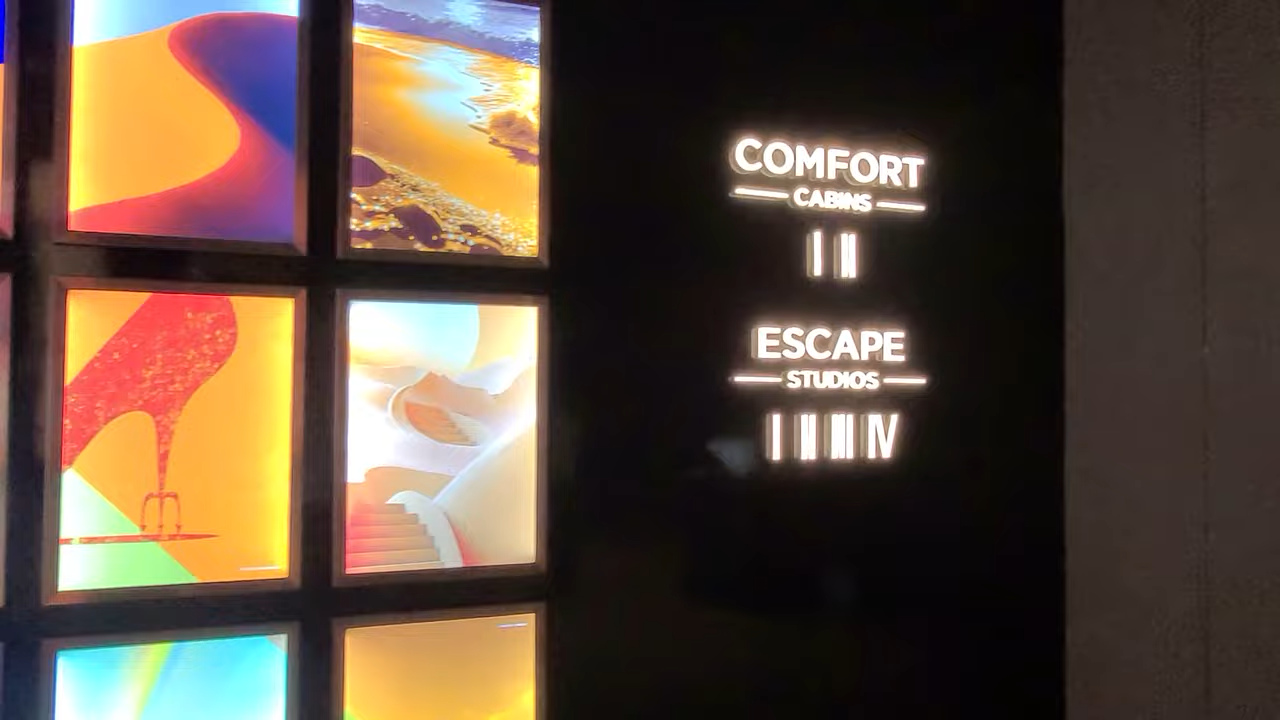 COMFORT
CABINS
I II
ESCAPE
STUDIOS
I II III IV